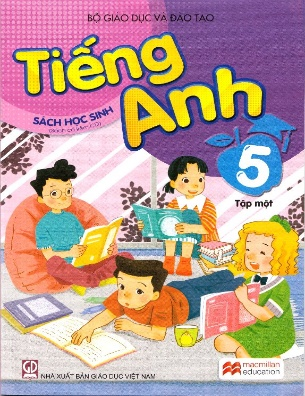 BỘ GIÁO DỤC VÀ ĐÀO TẠO
Tiếng
Anh
SÁCH HỌC SINH
5
Tập một
GD
NHÀ XUẤT BẢN GIÁO DỤC VIỆT NAM
macmillan
education